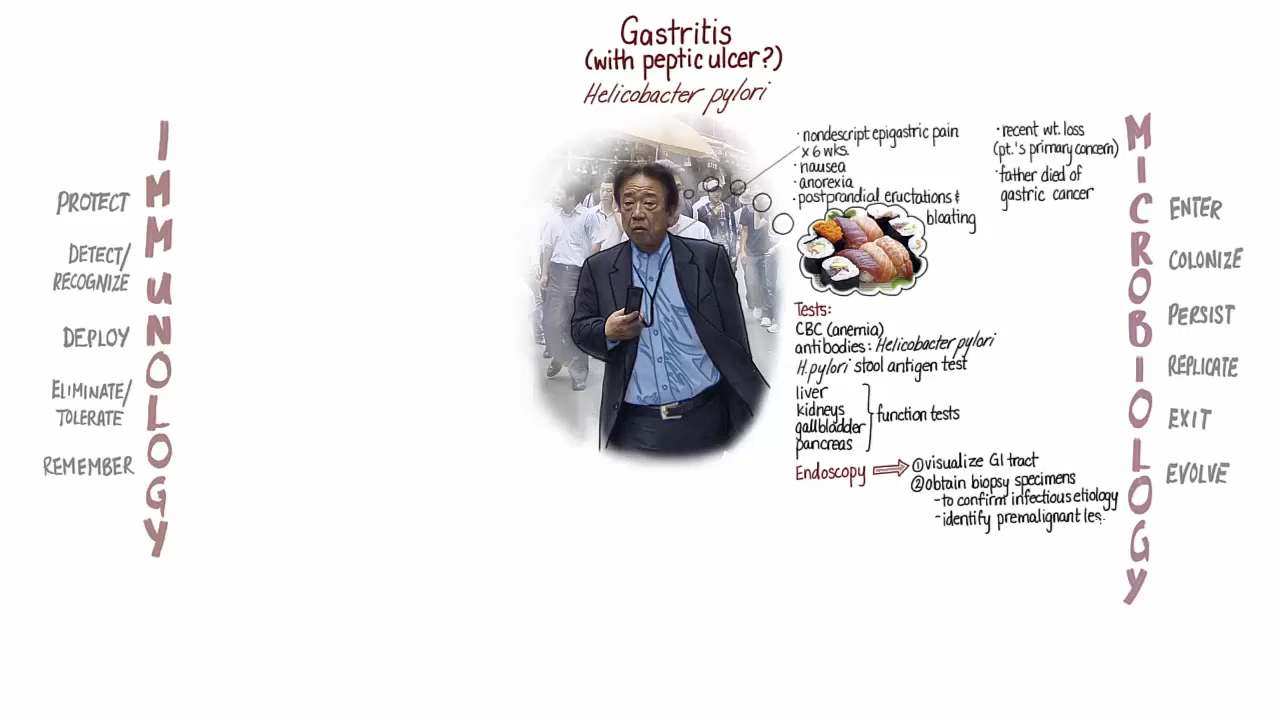 Gastritis
(with peptic ulcer?)
Helicobacter pylori
IMMUNOLOGY
PROTECT
DETECT/
RECOGNIZE
DEPLOY
ELIMINATE/
TOLERATE
REMEMBER
· nondescript epigastric pain
x 6 wks.
· nausea
· anorexia
· postprandial eructations &
bloating
· recent wt. loss
(pt.'s primary concern)
· father died of
gastric cancer
Tests:
CBC (anemia)
antibodies: Helicobacter pylori
H. pylori stool antigen test
liver
kidneys
gallbladder
pancreas
function tests
Endoscopy
① visualize GI tract
② obtain biopsy specimens
- to confirm infectious etiology
- identify premalignant les
MICROBIOLOGY
ENTER
COLONIZE
PERSIST
REPLICATE
EXIT
EVOLVE